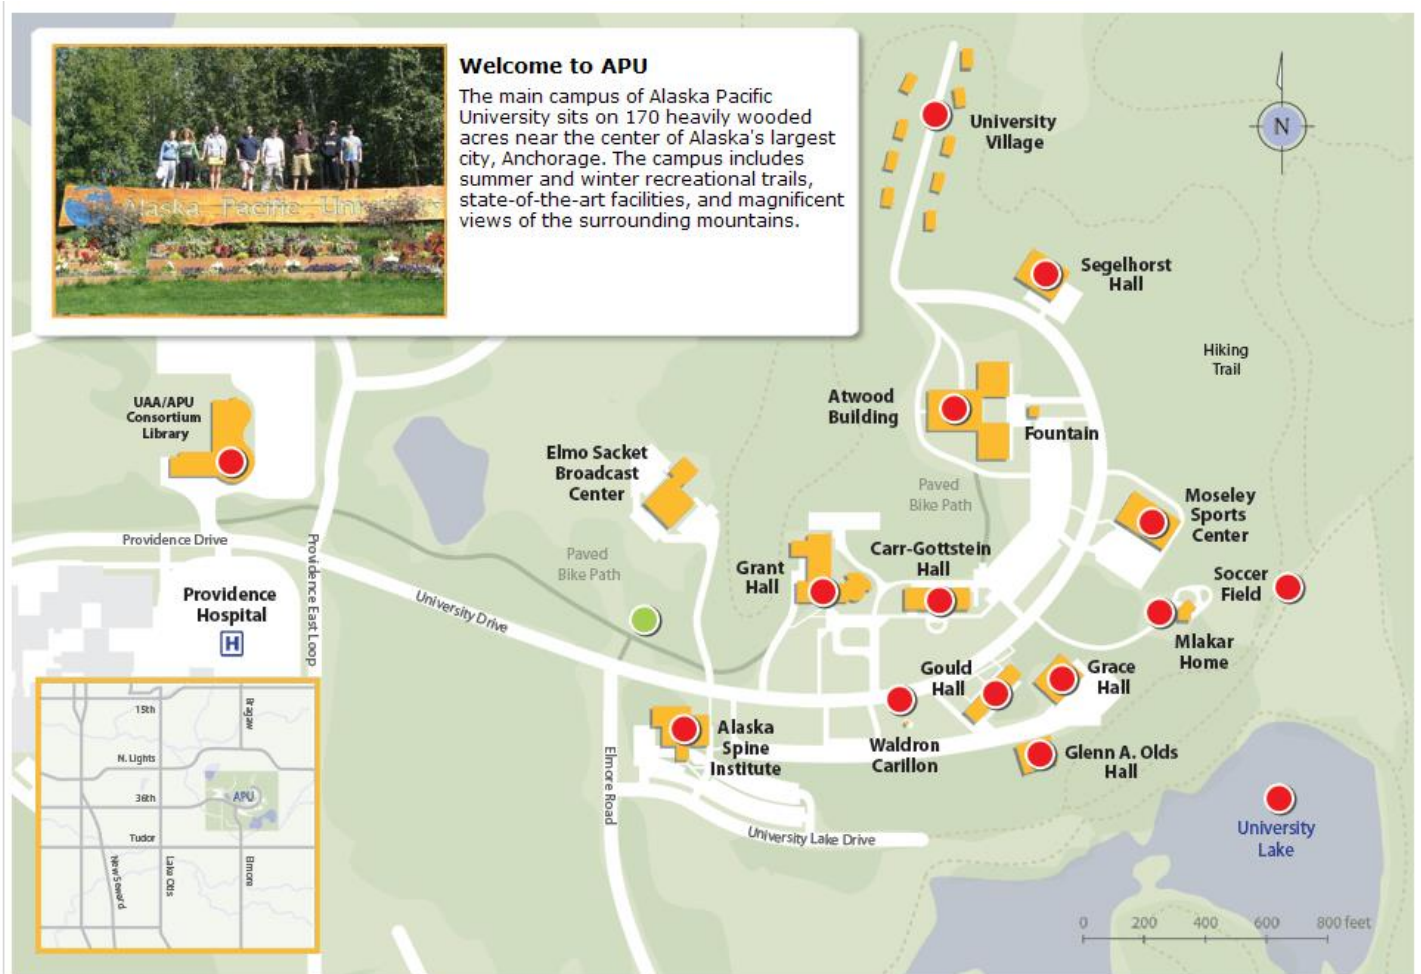 Welcome to APU
The main campus of Alaska Pacific
University sits on 170 heavily wooded
acres near the center of Alaska's largest
city, Anchorage. The campus includes
summer and winter recreational trails,
state-of-the-art facilities, and magnificent
views of the surrounding mountains.
Alaska Pacific University
University
Village
N
Segelhorst
Hall
Hiking
Trail
UAA/APU
Consortium
Library
Atwood
Building
Fountain
Elmo Sacket
Broadcast
Center
Paved
Bike Path
Moseley
Sports
Center
Providence Drive
Providence East Loop
Paved
Bike Path
Grant
Hall
Carr-Gottstein
Hall
Soccer
Field
Providence
Hospital
H
University Drive
Mlakar
Home
Gould
Hall
Grace
Hall
Alaska
Spine
Institute
Waldron
Carillon
Glenn A. Olds
Hall
Elmore Road
University Lake Drive
University
Lake
15th
Bragaw
N. Lights
36th
APU
Tudor
New Seward
Lake Otis
Elmore
0 200 400 600 800 feet